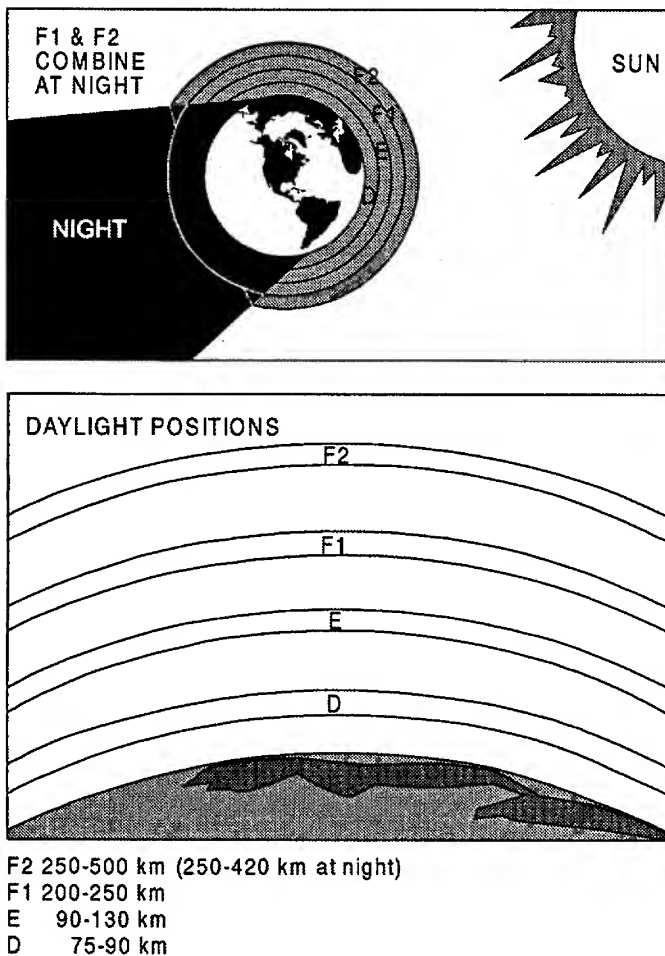 F1 & F2
COMBINE
AT NIGHT
SUN
F2
F1
E
D
NIGHT
DAYLIGHT POSITIONS
F2
F1
E
D
F2 250-500 km (250-420 km at night)
F1 200-250 km
E 90-130 km
D 75-90 km